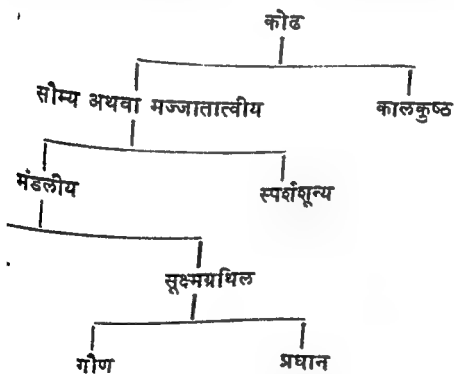 कोढ
सौम्य अथवा मज्जातात्वीय कालकुष्ठ
मंडलीय स्पर्शशून्य
सूक्ष्मग्रथिल
गौण प्रधान